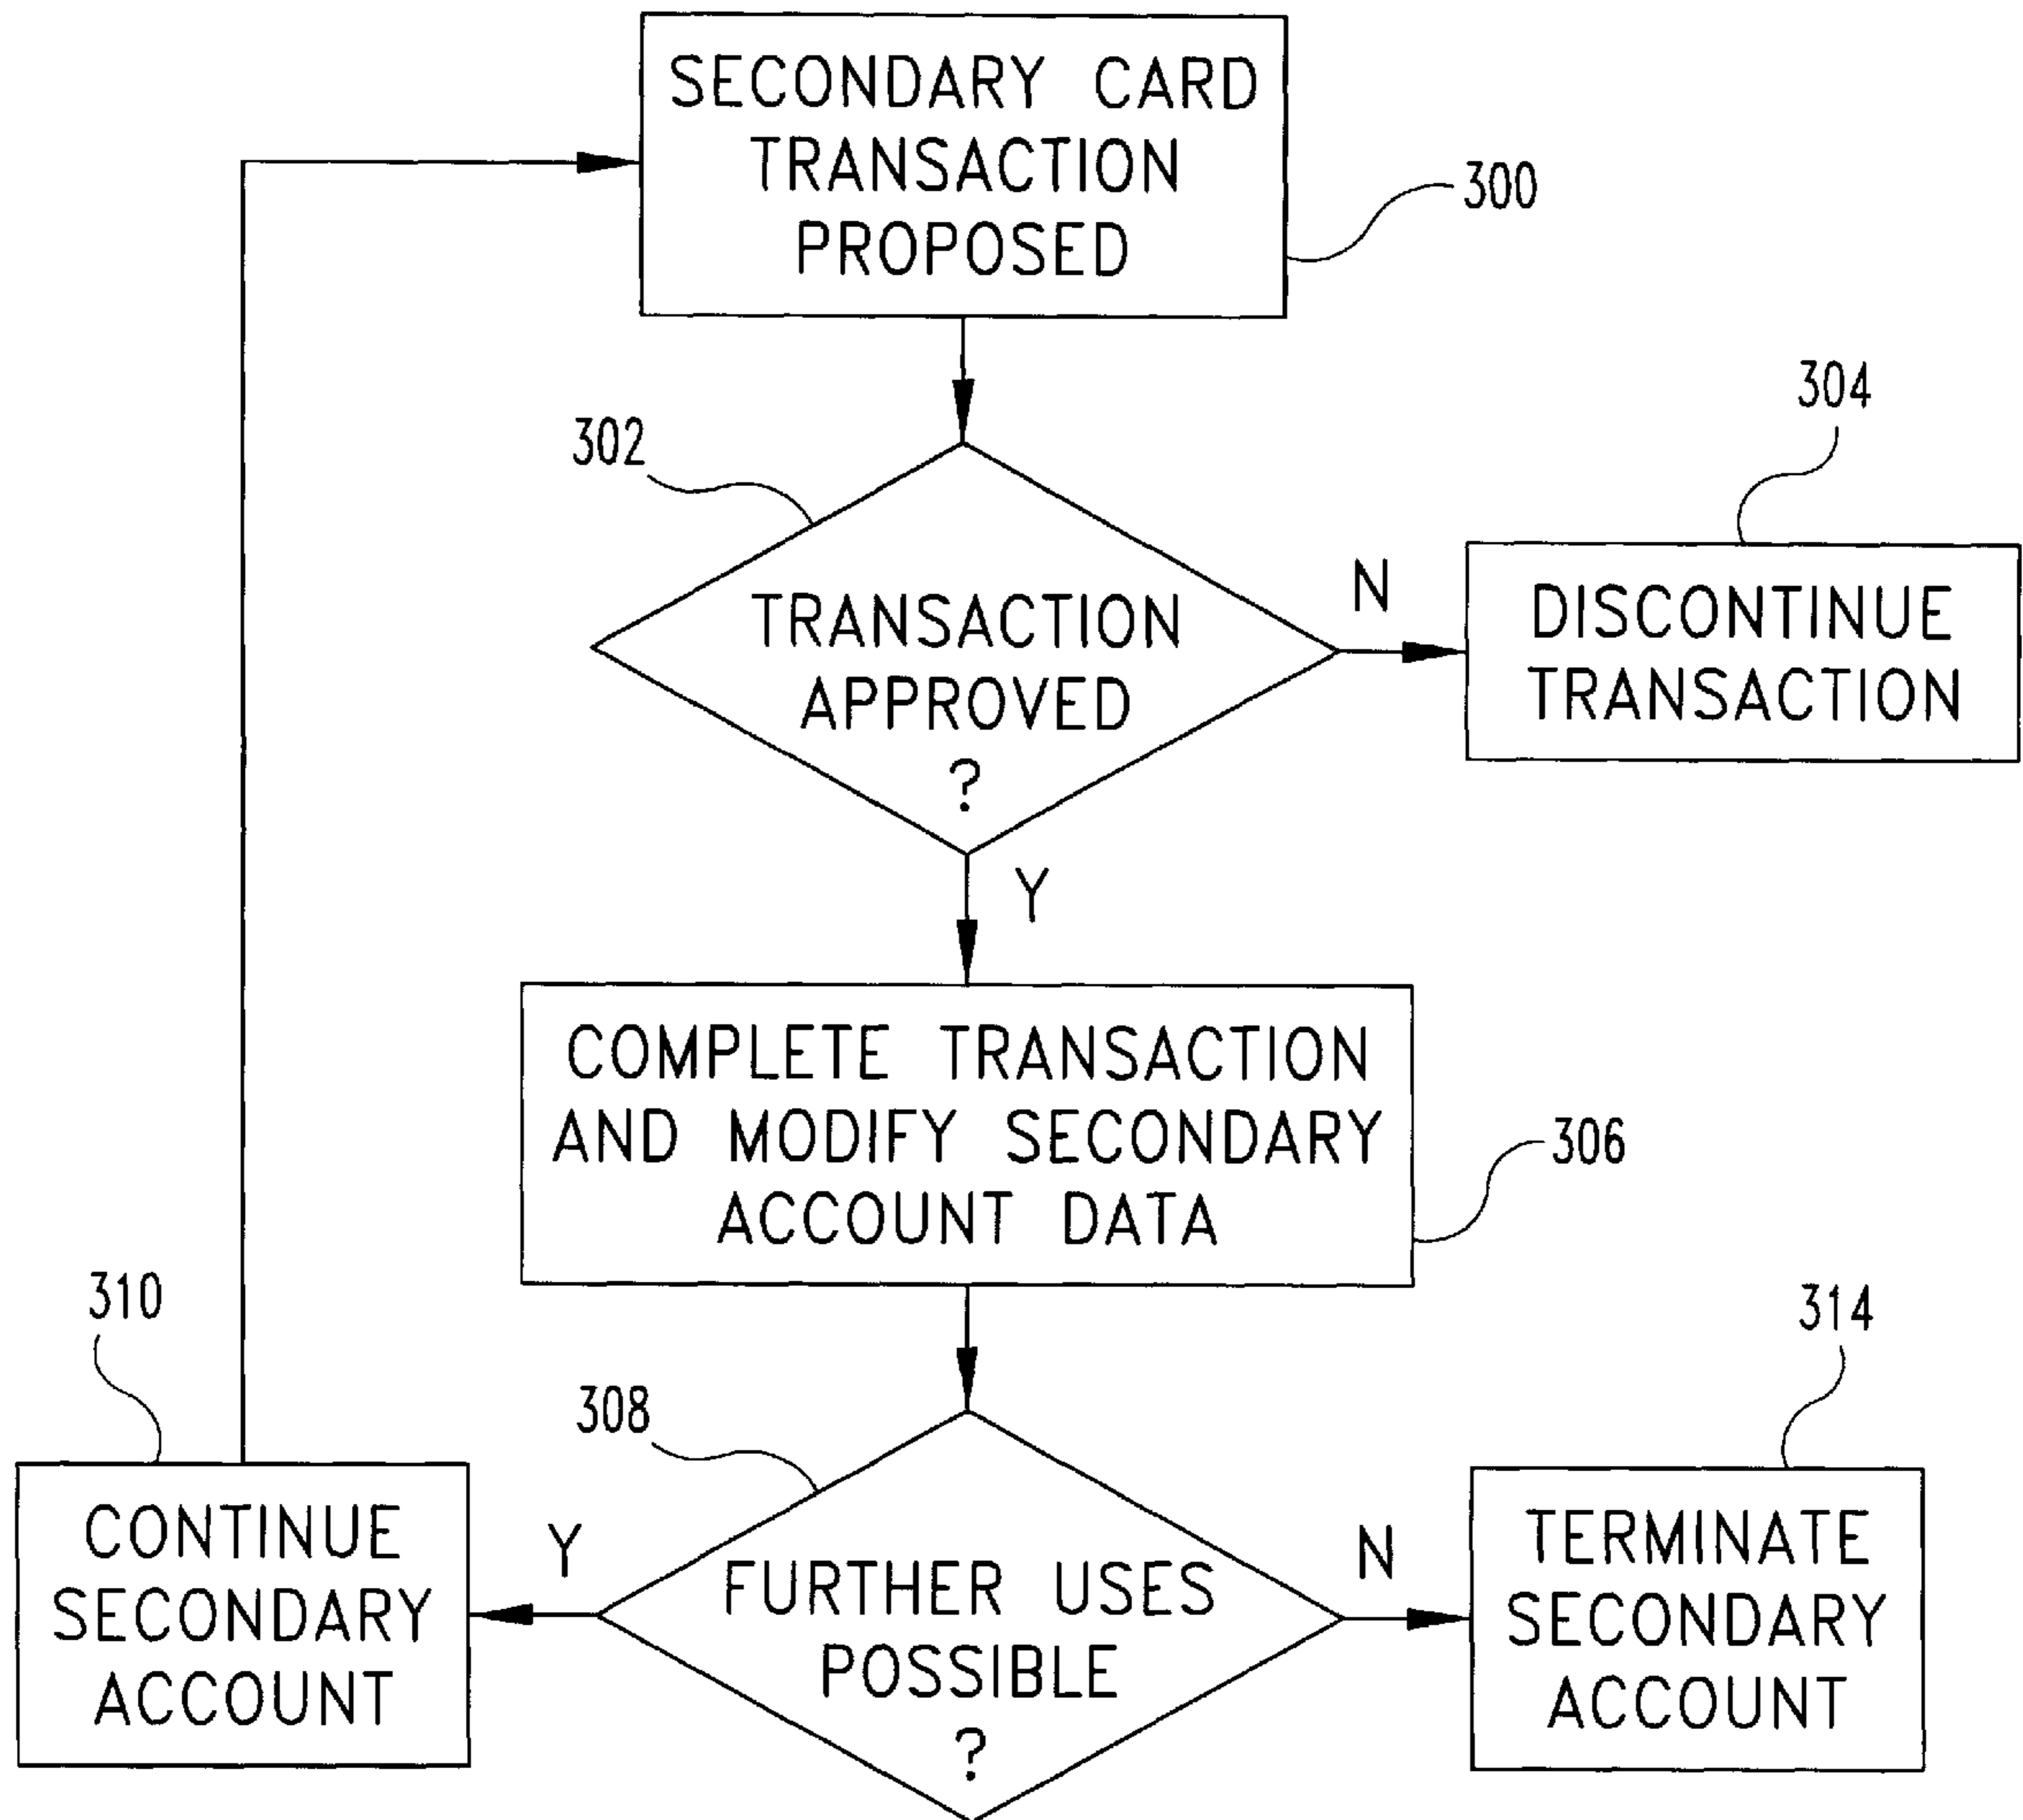 SECONDARY CARD
TRANSACTION
PROPOSED
300
302
304
TRANSACTION
APPROVED
?
N
DISCONTINUE
TRANSACTION
Y
COMPLETE TRANSACTION
AND MODIFY SECONDARY
ACCOUNT DATA
306
308
310
314
FURTHER USES
POSSIBLE
?
Y
CONTINUE
SECONDARY
ACCOUNT
N
TERMINATE
SECONDARY
ACCOUNT